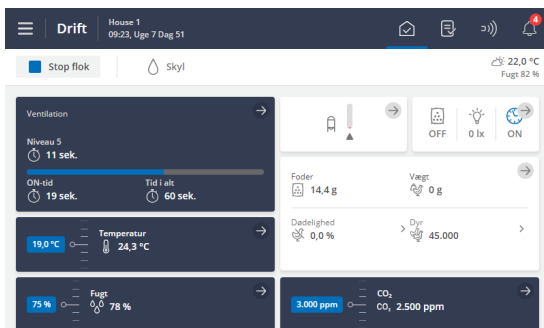 Drift
House 1
09:23, Uge 7 Dag 51
4
Stop flok
Skyl
22,0 °C
Fugt 82 %
Ventilation
Niveau 5
11 sek.
ON-tid
19 sek.
Tid i alt
60 sek.
OFF
0 lx
ON
Foder
14,4 g
Vægt
0 g
Dødelighed
0,0 %
Dyr
45.000
19,0 °C
Temperatur
24,3 °C
75 %
Fugt
78 %
3.000 ppm
CO₂
CO₂ 2.500 ppm